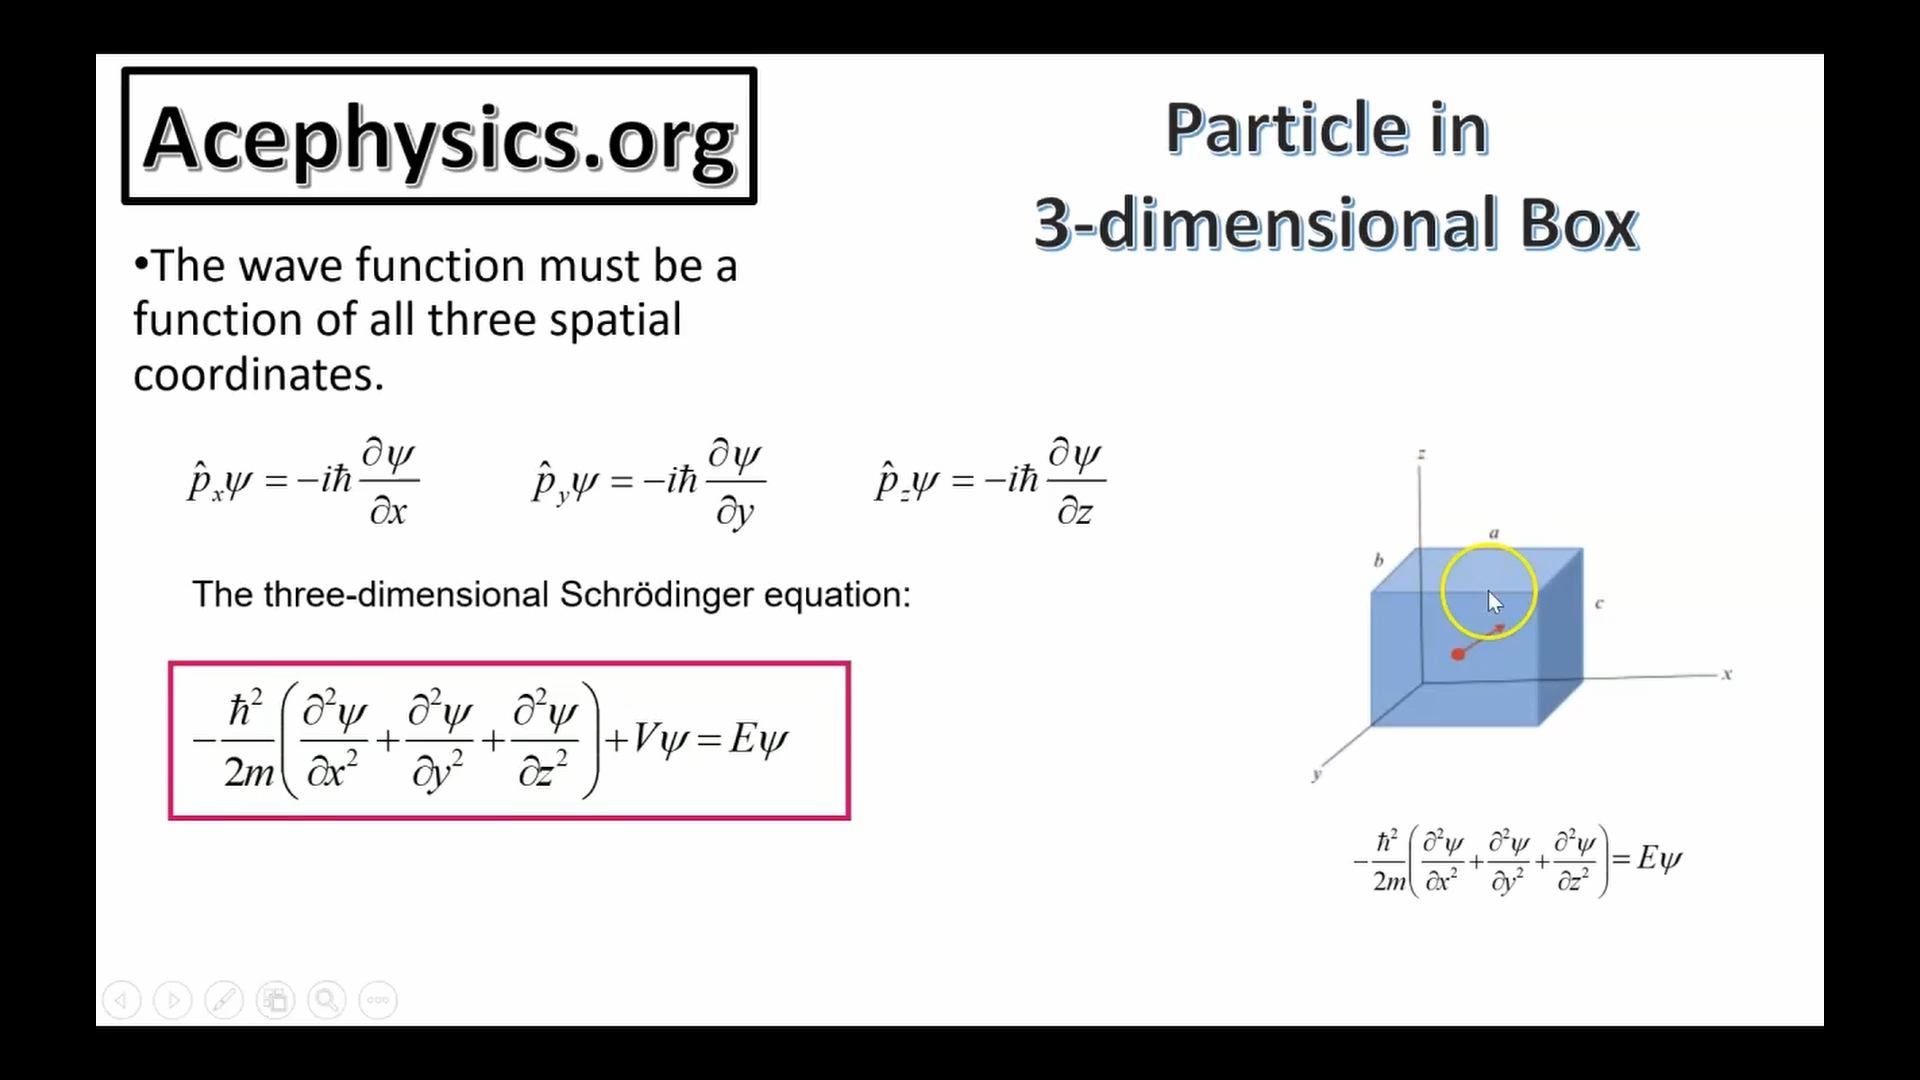 Acephysics.org
Particle in
3-dimensional Box
•The wave function must be a
function of all three spatial
coordinates.
p̂ₓψ = −iħ ∂ψ/∂x    p̂_yψ = −iħ ∂ψ/∂y    p̂_zψ = −iħ ∂ψ/∂z
The three-dimensional Schrödinger equation:
−ħ²/2m (∂²ψ/∂x² + ∂²ψ/∂y² + ∂²ψ/∂z²) + Vψ = Eψ
z
a
b
c
x
y
−ħ²/2m (∂²ψ/∂x² + ∂²ψ/∂y² + ∂²ψ/∂z²) = Eψ